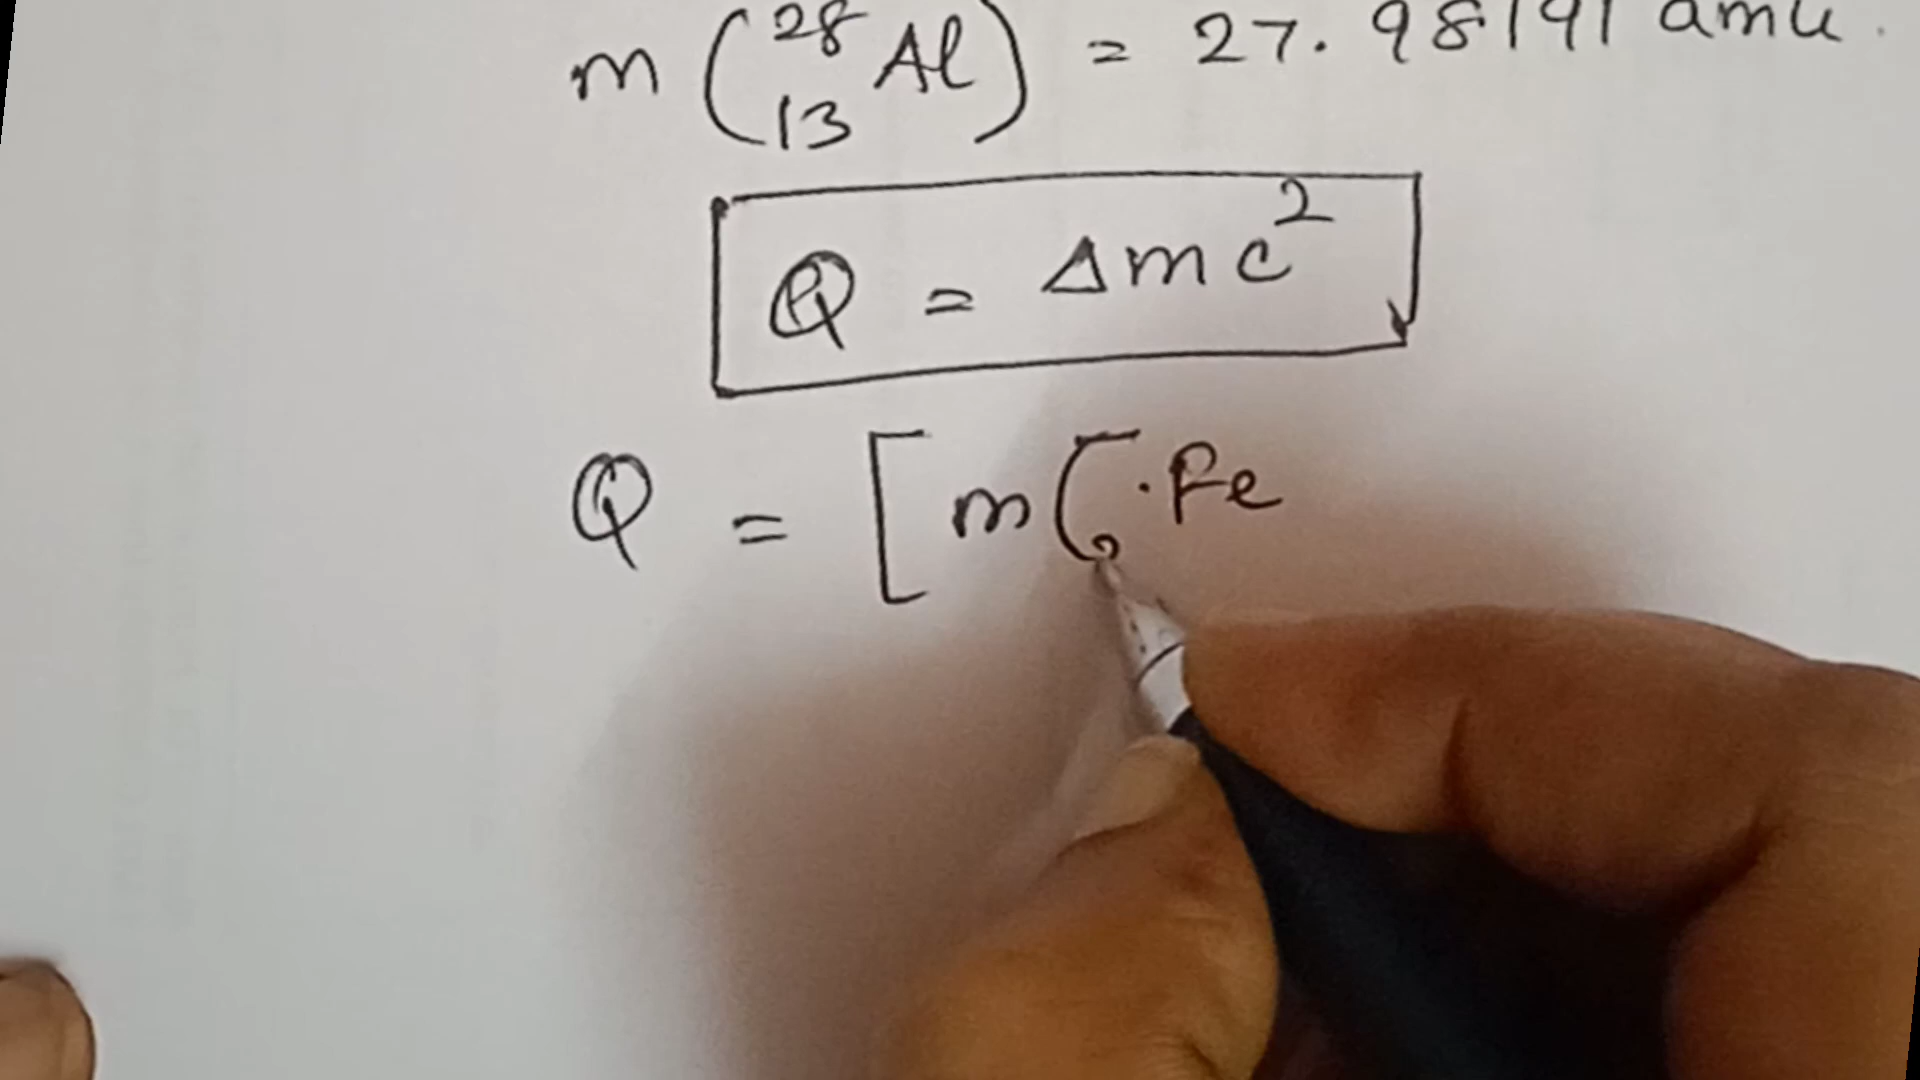 m (²⁸₁₃Al) = 27.98191 amu.
Q = Δmc²
Q = [m(.Fe